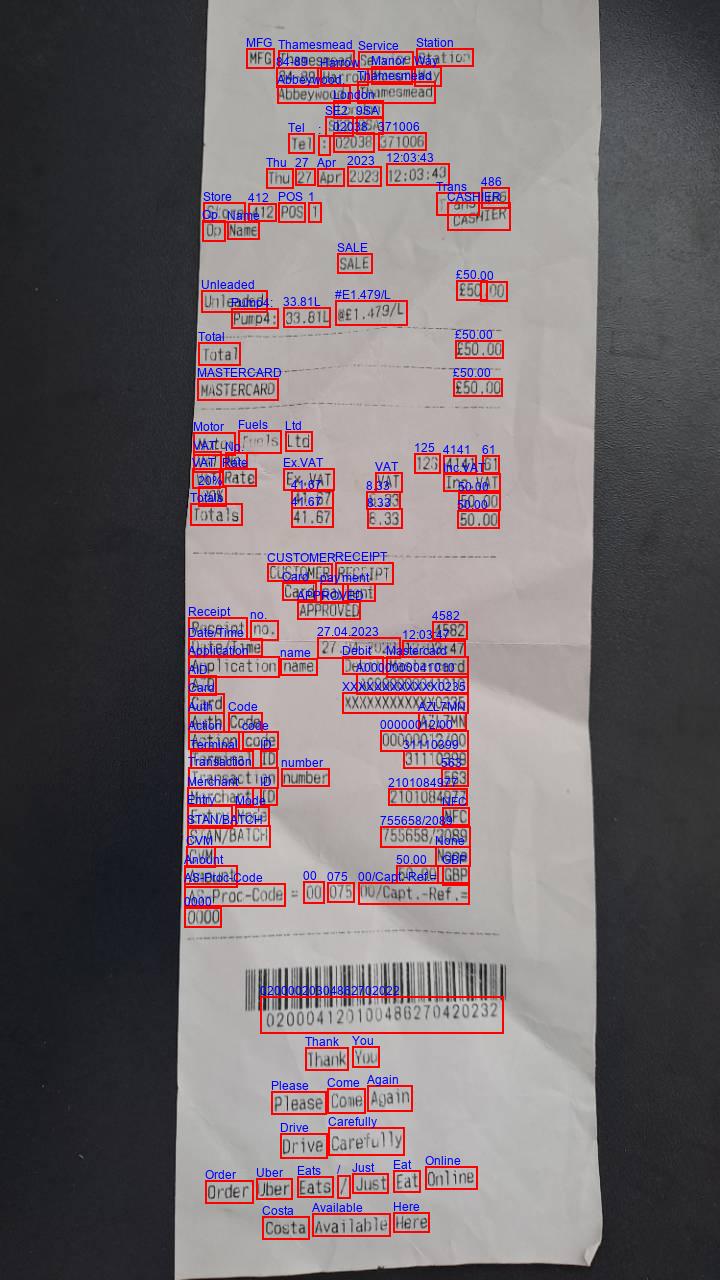 MFG Thamesmead Service Station
84-89 Harrow Manor Way
Abbeywood Thamesmead
London
SE2 9SA
Tel : 02038 371006
Thu 27 Apr 2023 12:03:43
Trans 486
Store 412 POS 1 CASHIER
Op Name
SALE
Unleaded £50.00
Pump4: 33.81L @£1.479/L
Total £50.00
MASTERCARD £50.00
Motor Fuels Ltd
VAT No. 125 4141 61
VAT Rate Ex.VAT VAT Inc.VAT
20% 41.67 8.33 50.00
Totals 41.67 8.33 50.00
CUSTOMER RECEIPT
Card payment
APPROVED
Receipt no. 4582
Date/Time 27.04.2023 12:03:47
Application name Debit Mastercard
AID A0000000041010
Card XXXXXXXXXXXX0235
Auth Code AZL7MN
Action code 00000012/00
Terminal ID 31110399
Transaction number 563
Merchant ID 2101084977
Entry Mode NFC
STAN/BATCH 755658/2089
CVM None
Amount 50.00 GBP
AS-Proc-Code = 00 075 00/Capt.-Ref.=
0000
020004120100486270420232
Thank You
Please Come Again
Drive Carefully
Order Uber Eats / Just Eat Online
Costa Available Here